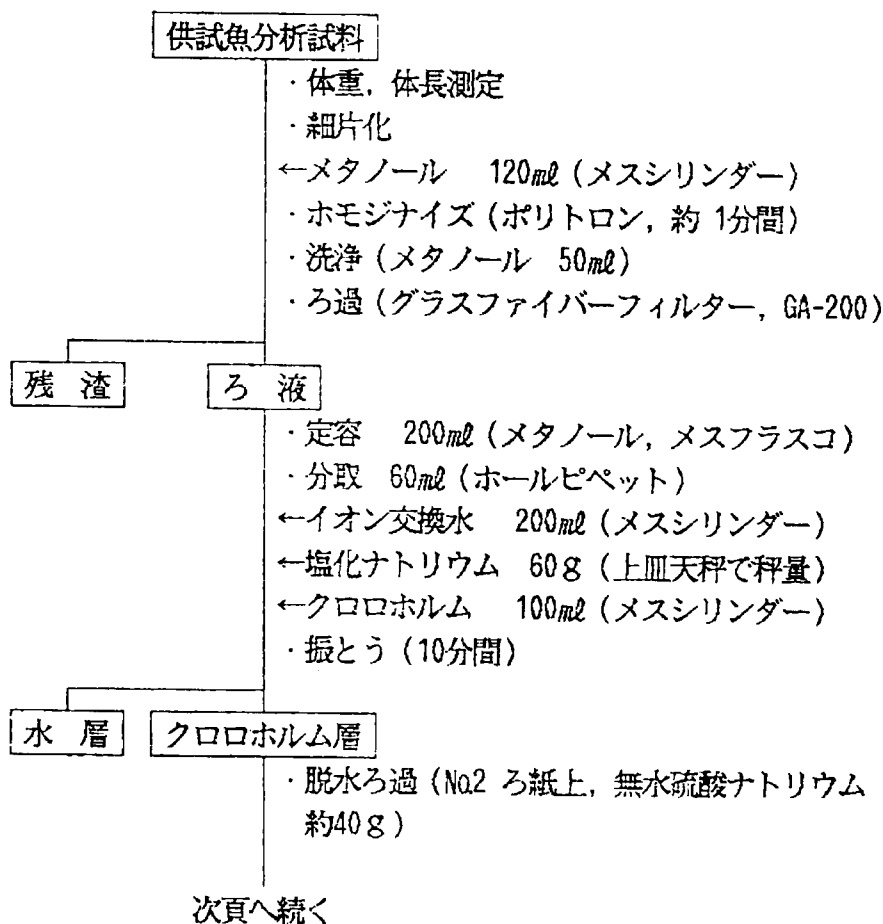 供試魚分析試料
・体重，体長測定
・細片化
←メタノール 120ml（メスシリンダー）
・ホモジナイズ（ポリトロン，約 1分間）
・洗浄（メタノール 50ml）
・ろ過（グラスファイバーフィルター，GA-200）
残 渣 ろ 液
・定容 200ml（メタノール，メスフラスコ）
・分取 60ml（ホールピペット）
←イオン交換水 200ml（メスシリンダー）
←塩化ナトリウム 60g（上皿天秤で秤量）
←クロロホルム 100ml（メスシリンダー）
・振とう（10分間）
水 層 クロロホルム層
・脱水ろ過（No.2 ろ紙上，無水硫酸ナトリウム
約40g）
次頁へ続く